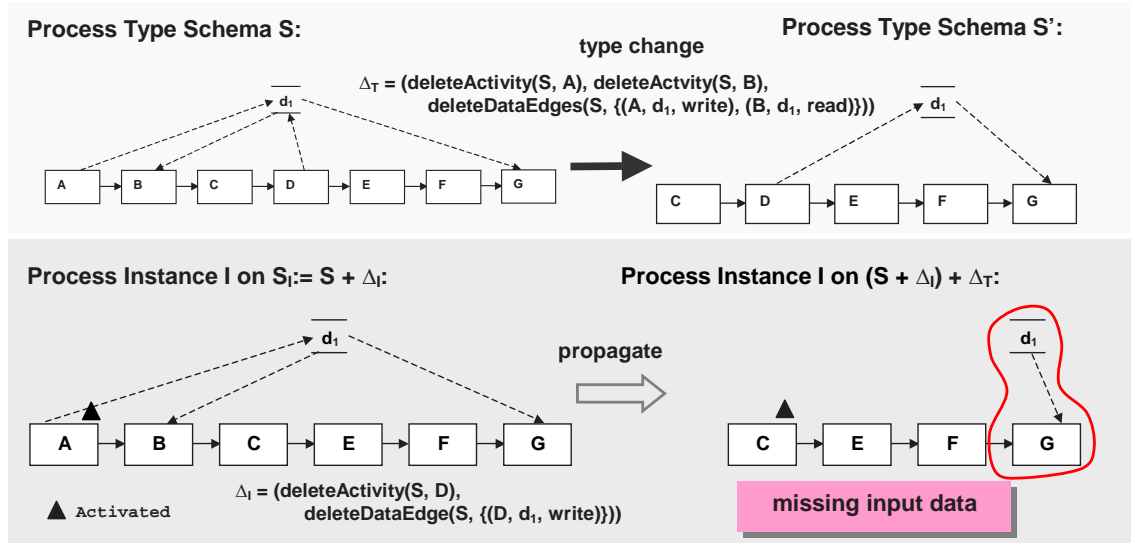 Process Type Schema S:
Process Type Schema S’:
type change
ΔT = (deleteActivity(S, A), deleteActvity(S, B),
deleteDataEdges(S, {(A, d1, write), (B, d1, read)}))
d1
d1
A B C D E F G
C D E F G
Process Instance I on SI:= S + ΔI:
Process Instance I on (S + ΔI) + ΔT:
d1
d1
propagate
A B C E F G
C E F G
ΔI = (deleteActivity(S, D),
deleteDataEdge(S, {(D, d1, write)}))
Activated
missing input data